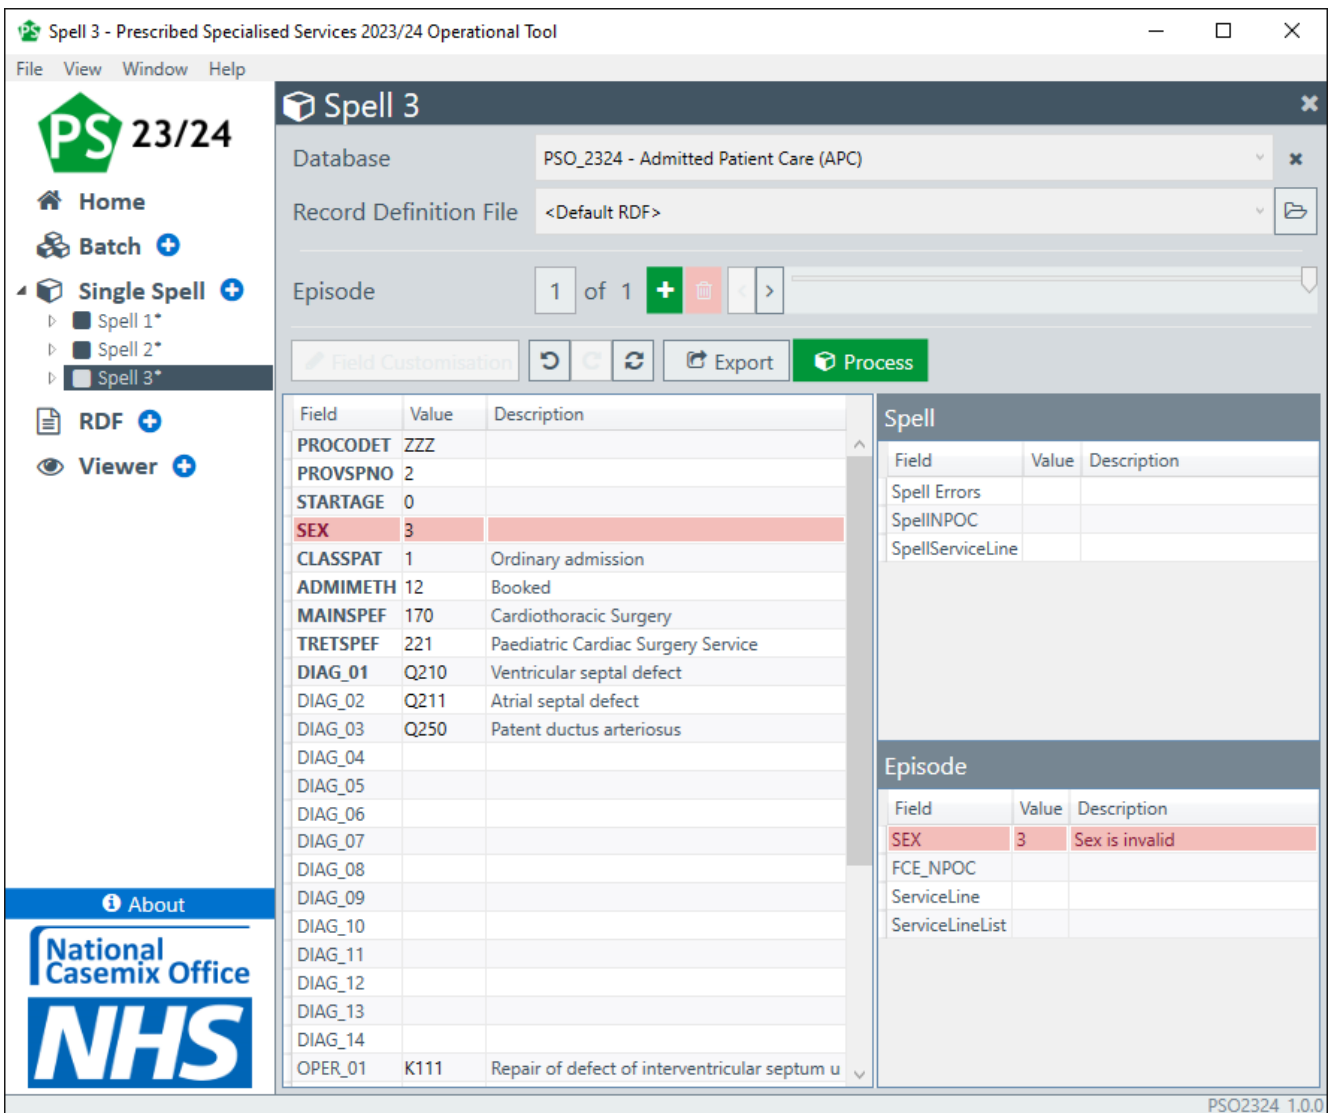 Spell 3 - Prescribed Specialised Services 2023/24 Operational Tool
File View Window Help
PS 23/24
Home
Batch
Single Spell
Spell 1*
Spell 2*
Spell 3*
RDF
Viewer
About
National
Casemix Office
NHS
Spell 3
Database PSO_2324 - Admitted Patient Care (APC)
Record Definition File <Default RDF>
Episode 1 of 1
Field Customisation Export Process
Field Value Description
PROCODET ZZZ
PROVSPNO 2
STARTAGE 0
SEX 3
CLASSPAT 1 Ordinary admission
ADMIMETH 12 Booked
MAINSPEF 170 Cardiothoracic Surgery
TRETSPEF 221 Paediatric Cardiac Surgery Service
DIAG_01 Q210 Ventricular septal defect
DIAG_02 Q211 Atrial septal defect
DIAG_03 Q250 Patent ductus arteriosus
DIAG_04
DIAG_05
DIAG_06
DIAG_07
DIAG_08
DIAG_09
DIAG_10
DIAG_11
DIAG_12
DIAG_13
DIAG_14
OPER_01 K111 Repair of defect of interventricular septum u
Spell
Field Value Description
Spell Errors
SpellNPOC
SpellServiceLine
Episode
Field Value Description
SEX 3 Sex is invalid
FCE_NPOC
ServiceLine
ServiceLineList
PSO2324 1.0.0